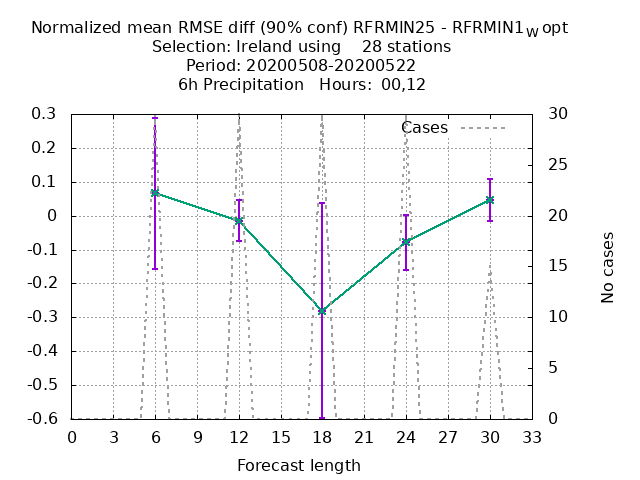 Normalized mean RMSE diff (90% conf) RFRMIN25 - RFRMIN1wopt
Selection: Ireland using    28 stations
Period: 20200508-20200522
6h Precipitation   Hours: 00,12
Cases
0.3
0.2
0.1
0
-0.1
-0.2
-0.3
-0.4
-0.5
-0.6
30
25
20
15
10
5
0
No cases
0 3 6 9 12 15 18 21 24 27 30 33
Forecast length